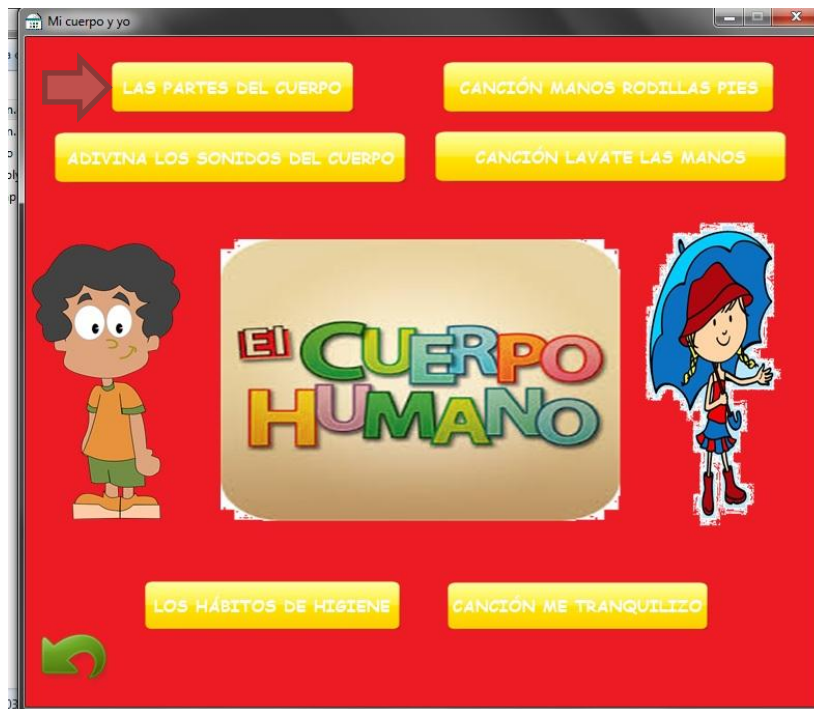 Mi cuerpo y yo
LAS PARTES DEL CUERPO
CANCIÓN MANOS RODILLAS PIES
ADIVINA LOS SONIDOS DEL CUERPO
CANCIÓN LAVATE LAS MANOS
El CUERPO
HUMANO
LOS HÁBITOS DE HIGIENE
CANCIÓN ME TRANQUILIZO